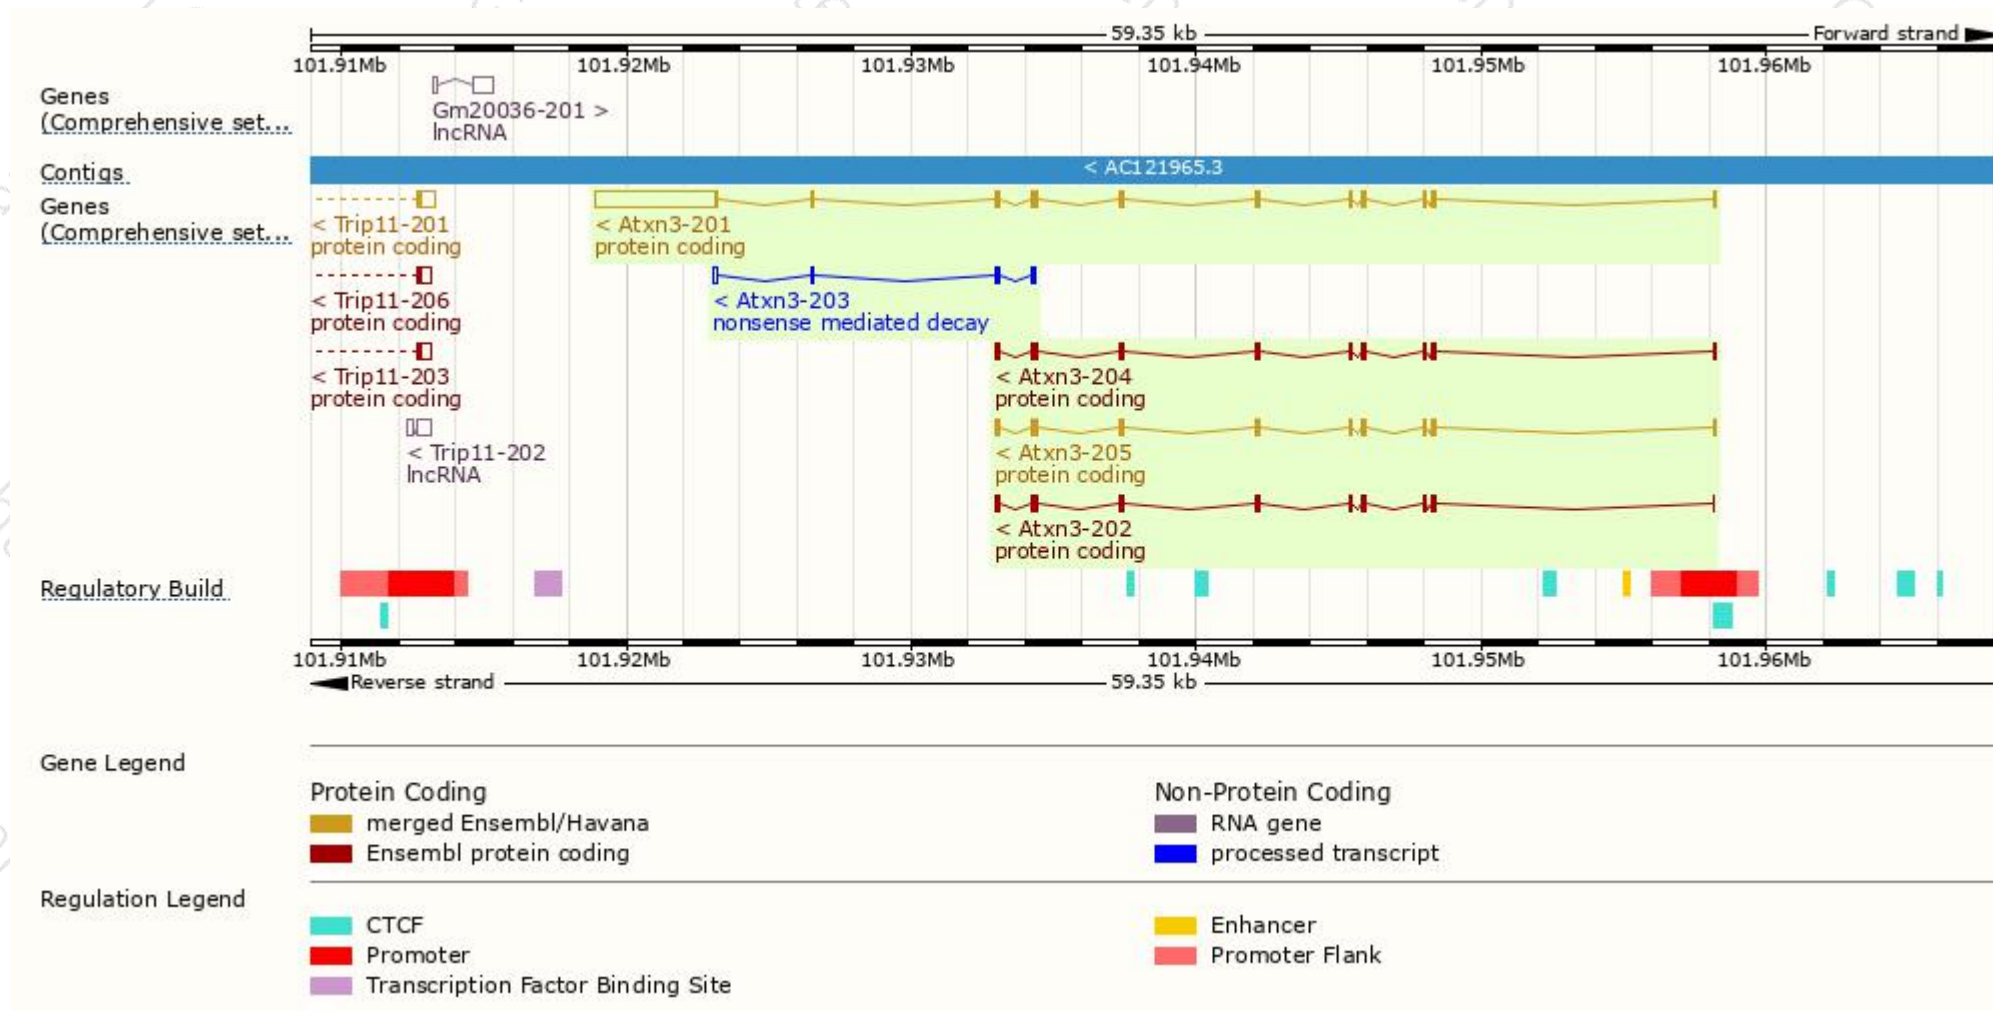 59.35 kb
Forward strand
101.91Mb 101.92Mb 101.93Mb 101.94Mb 101.95Mb 101.96Mb
Genes
(Comprehensive set...
Gm20036-201 >
lncRNA
Contigs
< AC121965.3
Genes
(Comprehensive set...
< Trip11-201
protein coding
< Atxn3-201
protein coding
< Trip11-206
protein coding
< Atxn3-203
nonsense mediated decay
< Trip11-203
protein coding
< Atxn3-204
protein coding
< Trip11-202
lncRNA
< Atxn3-205
protein coding
< Atxn3-202
protein coding
Regulatory Build
101.91Mb 101.92Mb 101.93Mb 101.94Mb 101.95Mb 101.96Mb
Reverse strand
59.35 kb
Gene Legend
Protein Coding
Non-Protein Coding
merged Ensembl/Havana
RNA gene
Ensembl protein coding
processed transcript
Regulation Legend
CTCF
Enhancer
Promoter
Promoter Flank
Transcription Factor Binding Site